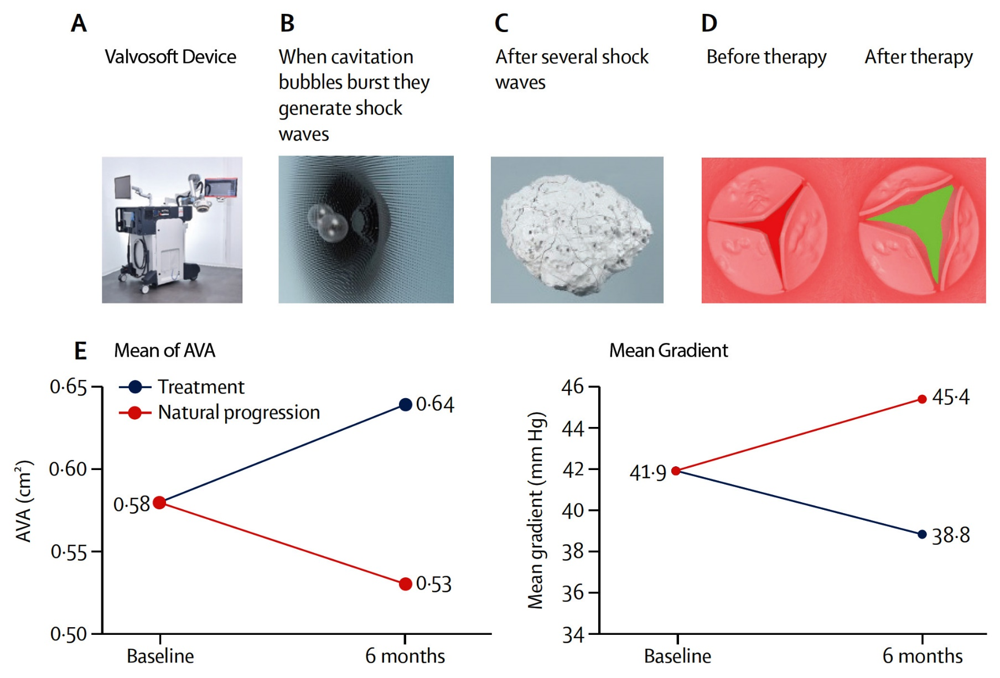 A
Valvosoft Device
B
When cavitation
bubbles burst they
generate shock
waves
C
After several shock
waves
D
Before therapy
After therapy
E
Mean of AVA
Treatment
Natural progression
AVA (cm²)
0·65
0·60
0·55
0·50
0·58
0·64
0·53
Baseline
6 months
Mean Gradient
Mean gradient (mm Hg)
46
44
42
40
38
36
34
41·9
45·4
38·8
Baseline
6 months